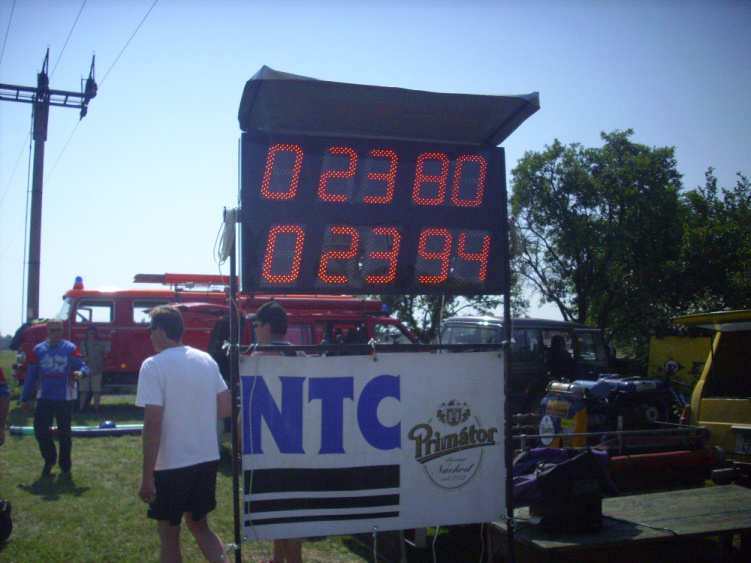 0 23 80
0 23 94
NTC
Primátor
Náchod